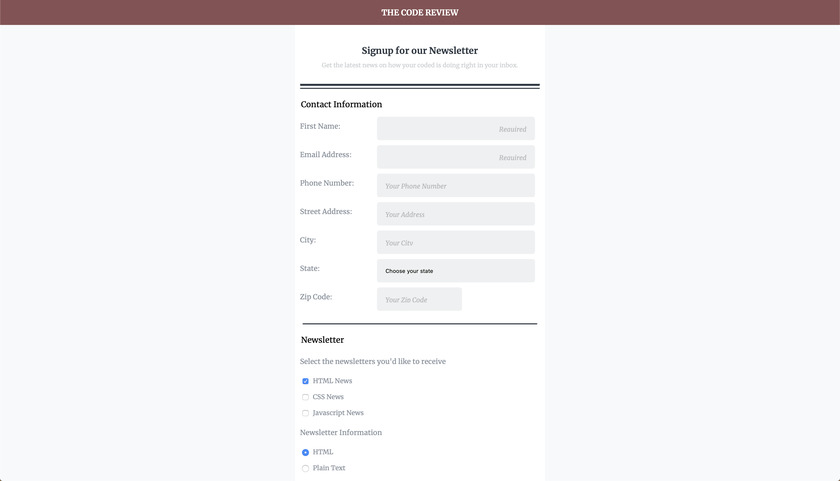 THE CODE REVIEW
Signup for our Newsletter
Get the latest news on how your coded is doing right in your inbox.
Contact Information
First Name:
Required
Email Address:
Required
Phone Number:
Your Phone Number
Street Address:
Your Address
City:
Your City
State:
Choose your state
Zip Code:
Your Zip Code
Newsletter
Select the newsletters you'd like to receive
HTML News
CSS News
Javascript News
Newsletter Information
HTML
Plain Text